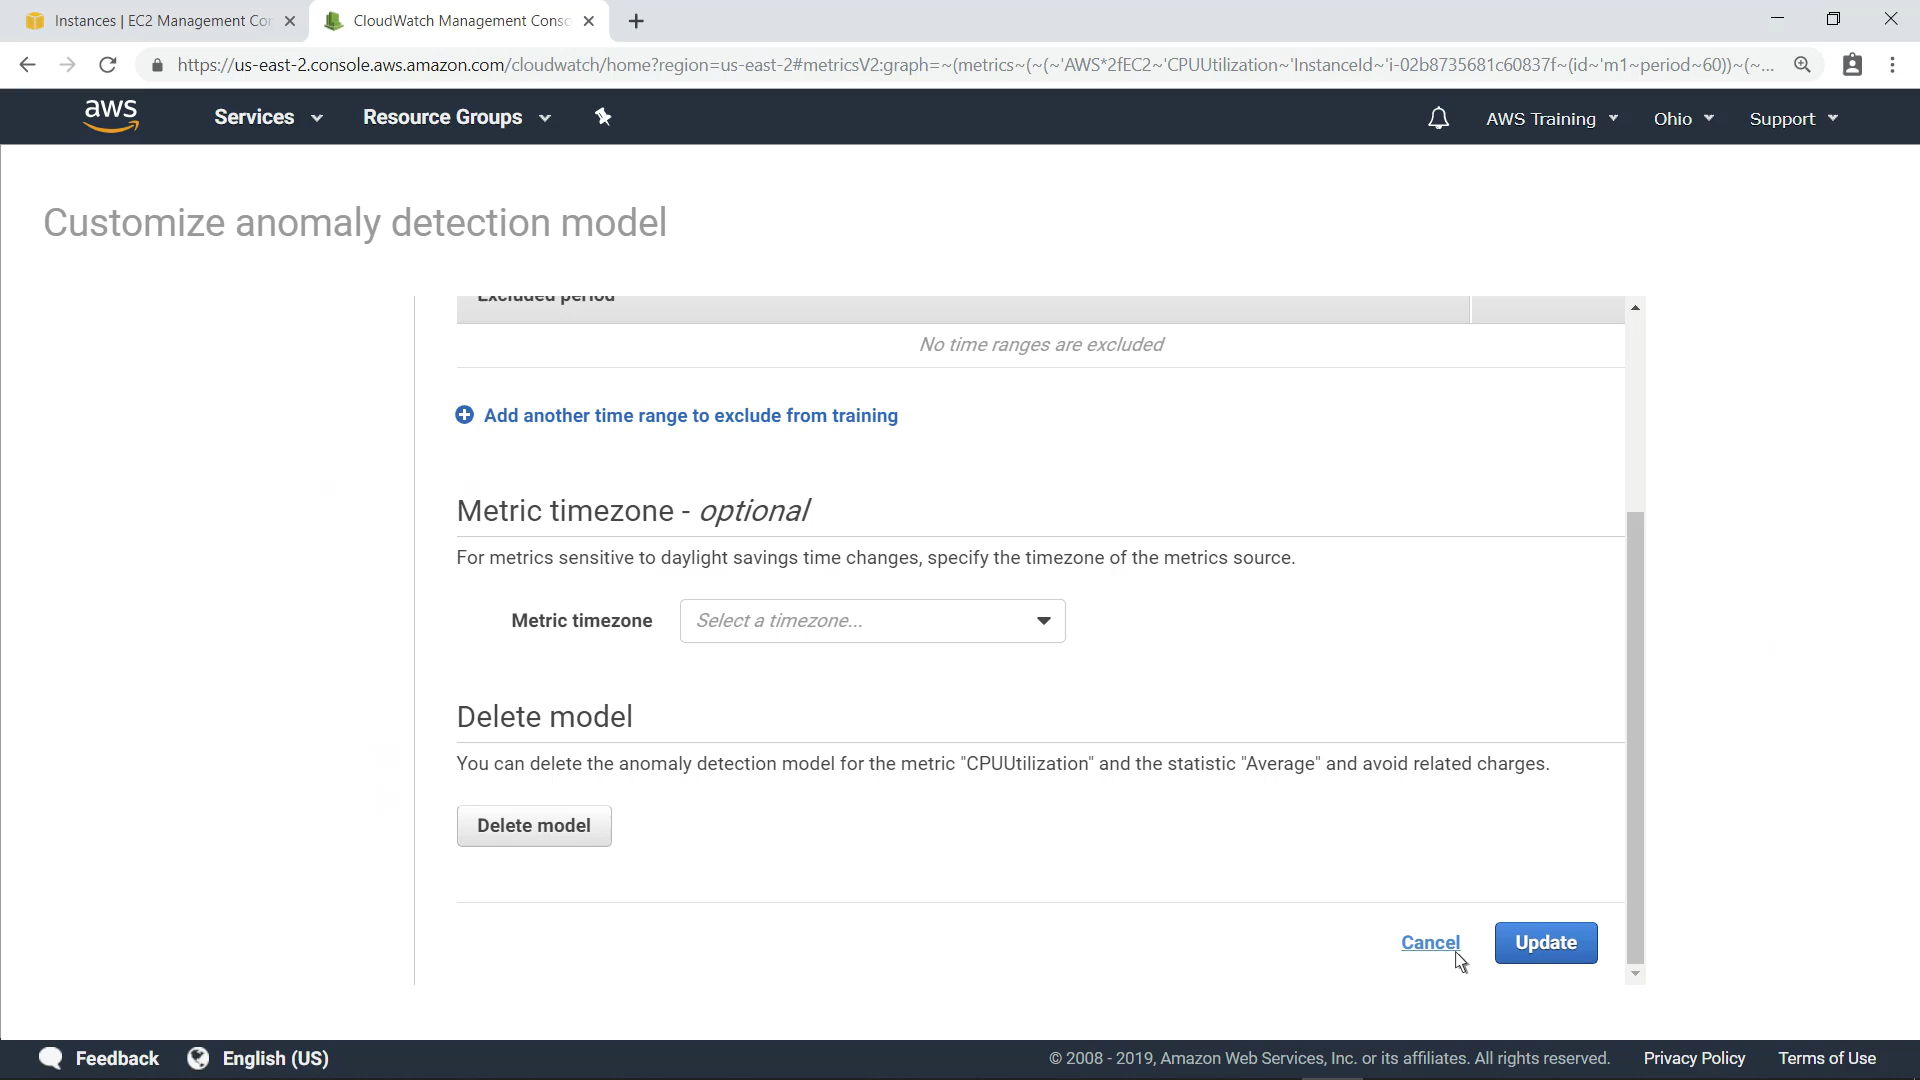 Instances | EC2 Management Con
CloudWatch Management Conso
https://us-east-2.console.aws.amazon.com/cloudwatch/home?region=us-east-2#metricsV2:graph=~(metrics~(~(~'AWS*2fEC2~'CPUUtilization~'InstanceId~'i-02b8735681c60837f~(id~'m1~period~60))~(~...
aws
Services
Resource Groups
AWS Training
Ohio
Support
Customize anomaly detection model
Excluded period
No time ranges are excluded
Add another time range to exclude from training
Metric timezone - optional
For metrics sensitive to daylight savings time changes, specify the timezone of the metrics source.
Metric timezone
Select a timezone...
Delete model
You can delete the anomaly detection model for the metric "CPUUtilization" and the statistic "Average" and avoid related charges.
Delete model
Cancel
Update
Feedback
English (US)
© 2008 - 2019, Amazon Web Services, Inc. or its affiliates. All rights reserved.
Privacy Policy
Terms of Use